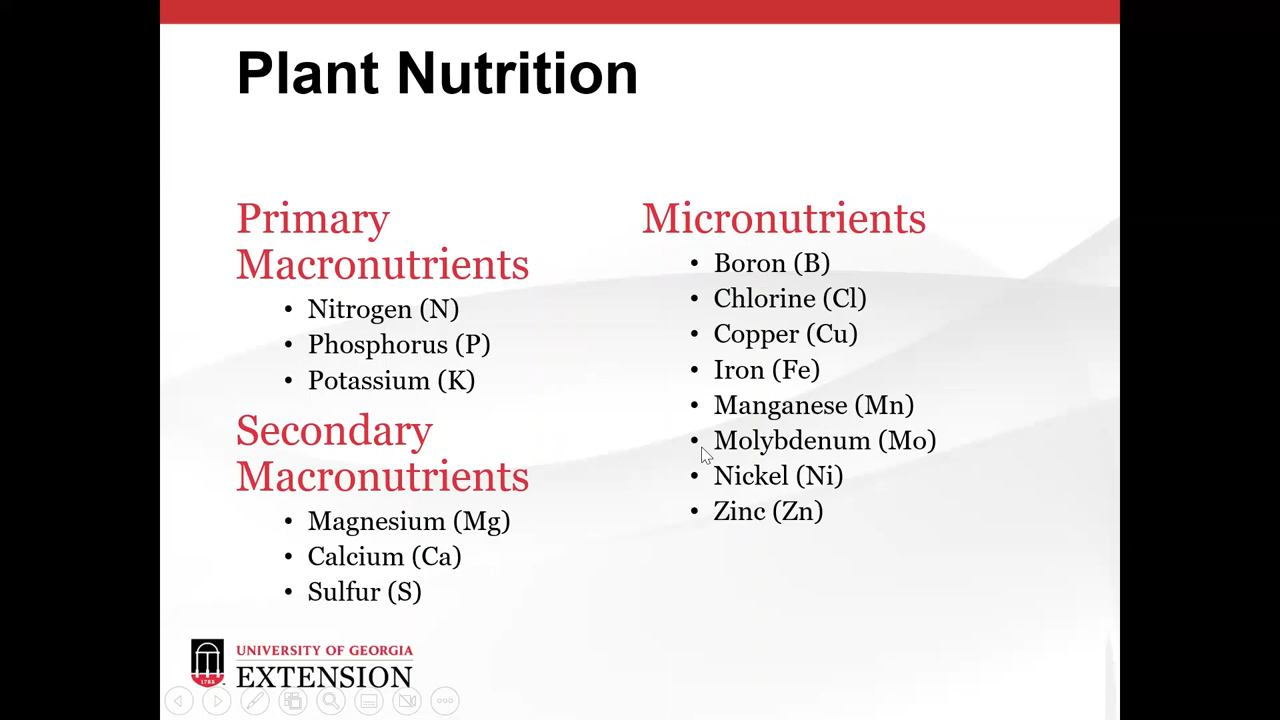 Plant Nutrition
Primary
Macronutrients
• Nitrogen (N)
• Phosphorus (P)
• Potassium (K)
Secondary
Macronutrients
• Magnesium (Mg)
• Calcium (Ca)
• Sulfur (S)
Micronutrients
• Boron (B)
• Chlorine (Cl)
• Copper (Cu)
• Iron (Fe)
• Manganese (Mn)
• Molybdenum (Mo)
• Nickel (Ni)
• Zinc (Zn)
1785
UNIVERSITY OF GEORGIA
EXTENSION